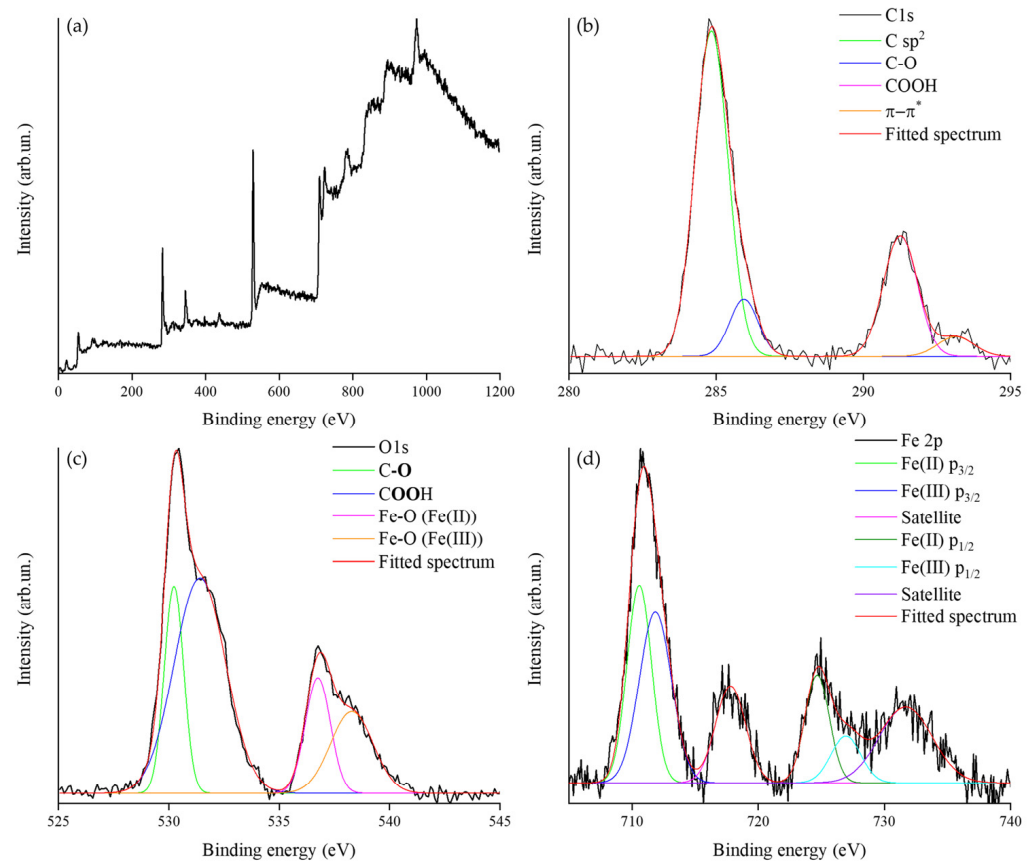 (a)
Intensity (arb.un.)
0 200 400 600 800 1000 1200
Binding energy (eV)
(b)
C1s
C sp²
C-O
COOH
π−π*
Fitted spectrum
Intensity (arb.un.)
280 285 290 295
Binding energy (eV)
(c)
O1s
C-O
COOH
Fe-O (Fe(II))
Fe-O (Fe(III))
Fitted spectrum
Intensity (arb.un.)
525 530 535 540 545
Binding energy (eV)
(d)
Fe 2p
Fe(II) p3/2
Fe(III) p3/2
Satellite
Fe(II) p1/2
Fe(III) p1/2
Satellite
Fitted spectrum
Intensity (arb.un.)
710 720 730 740
Binding energy (eV)